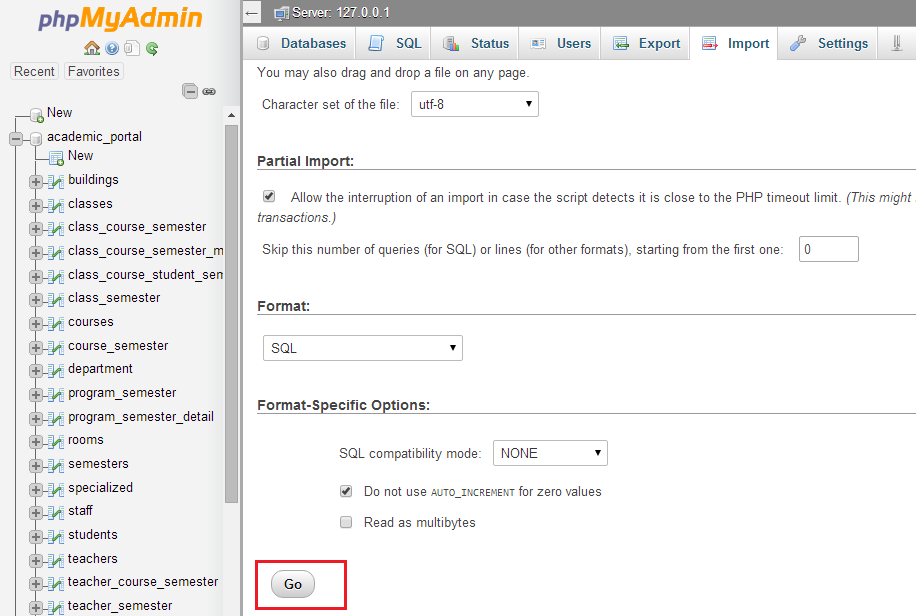 phpMyAdmin
Recent
Favorites
New
academic_portal
New
buildings
classes
class_course_semester
class_course_semester_m
class_course_student_sem
class_semester
courses
course_semester
department
program_semester
program_semester_detail
rooms
semesters
specialized
staff
students
teachers
teacher_course_semester
teacher_semester
Server: 127.0.0.1
Databases
SQL
Status
Users
Export
Import
Settings
You may also drag and drop a file on any page.
Character set of the file: utf-8
Partial Import:
Allow the interruption of an import in case the script detects it is close to the PHP timeout limit. (This might
transactions.)
Skip this number of queries (for SQL) or lines (for other formats), starting from the first one: 0
Format:
SQL
Format-Specific Options:
SQL compatibility mode: NONE
Do not use AUTO_INCREMENT for zero values
Read as multibytes
Go